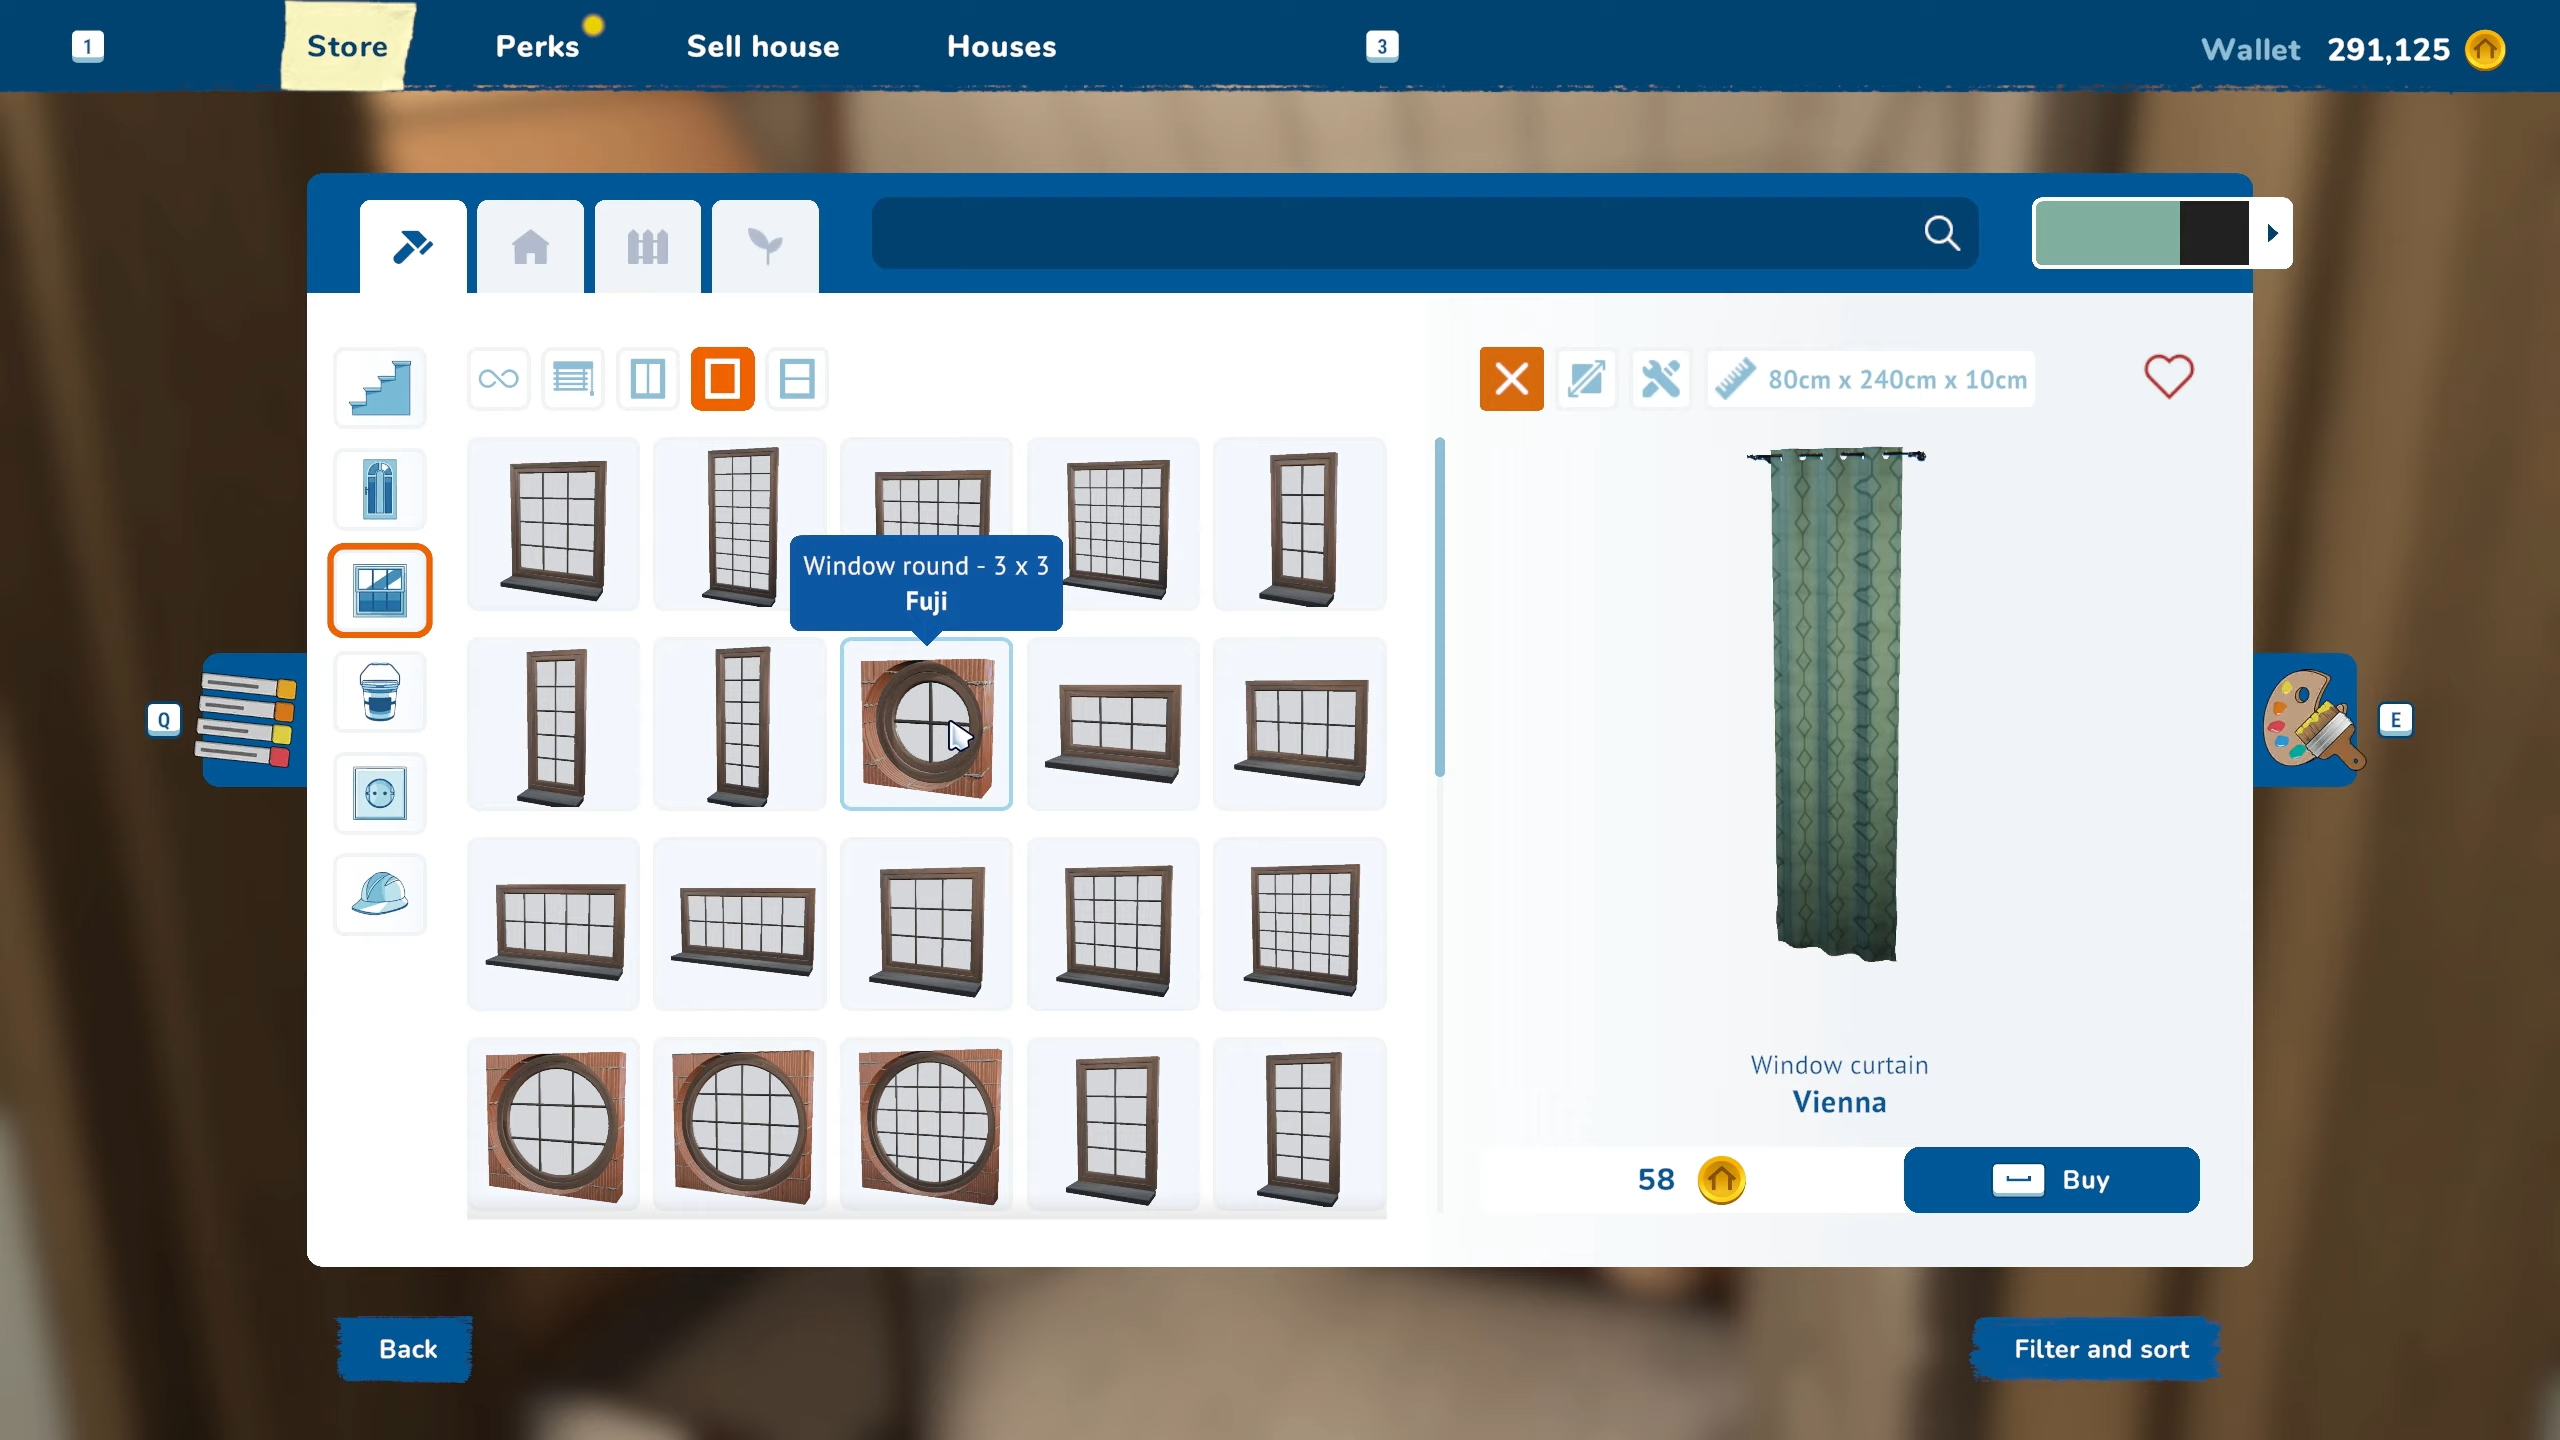 1
Store
Perks
Sell house
Houses
3
Wallet 291,125
80cm x 240cm x 10cm
Window round - 3 x 3
Fuji
Q
E
Window curtain
Vienna
58
Buy
Back
Filter and sort